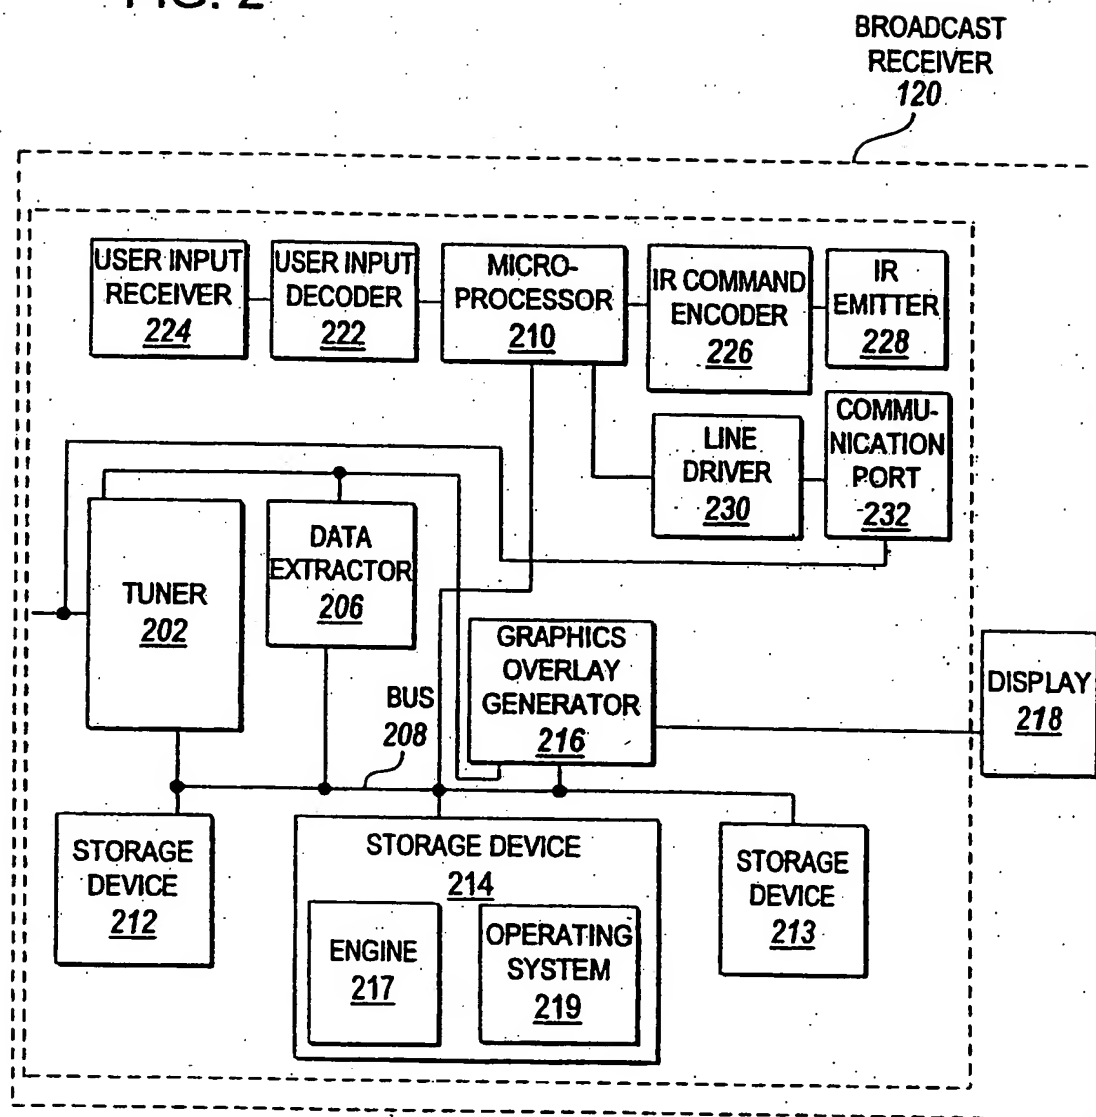 FIG. 2
BROADCAST
RECEIVER
120
USER INPUT
RECEIVER
224
USER INPUT
DECODER
222
MICRO-
PROCESSOR
210
IR COMMAND
ENCODER
226
IR
EMITTER
228
LINE
DRIVER
230
COMMU-
NICATION
PORT
232
TUNER
202
DATA
EXTRACTOR
206
GRAPHICS
OVERLAY
GENERATOR
216
DISPLAY
218
BUS
208
STORAGE
DEVICE
212
STORAGE DEVICE
214
ENGINE
217
OPERATING
SYSTEM
219
STORAGE
DEVICE
213